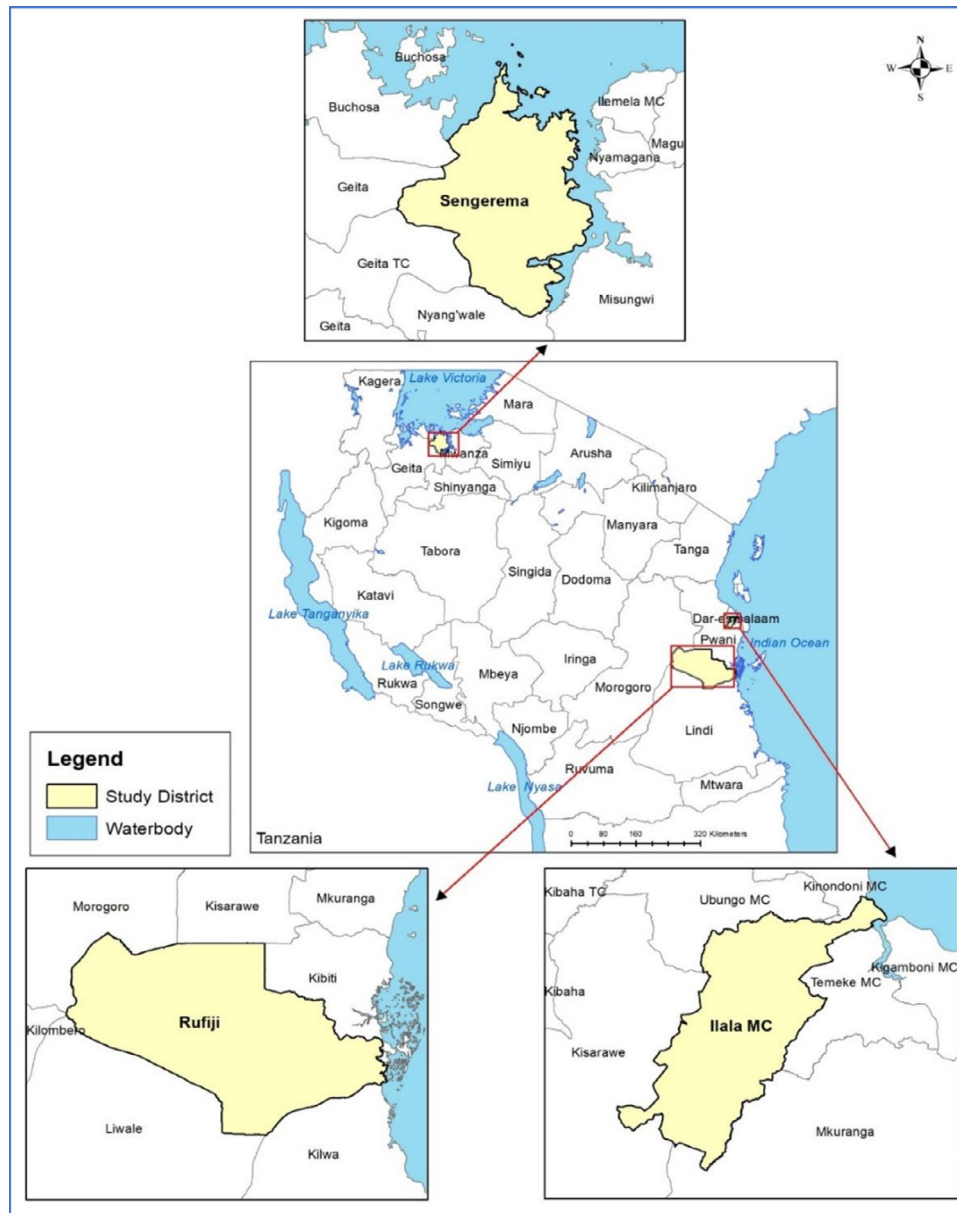 Buchosa
N
W E
S
Buchosa
Ilemela MC
Magu
Nyamagana
Geita
Sengerema
Geita TC
Misungwi
Nyang'wale
Geita
Kagera
Lake Victoria
Mara
Mwanza
Geita
Simiyu
Arusha
Shinyanga
Kilimanjaro
Kigoma
Manyara
Tabora
Tanga
Singida
Dodoma
Katavi
Lake Tanganyika
Dar-es-salaam
Pwani
Indian Ocean
Lake Rukwa
Iringa
Rukwa
Mbeya
Morogoro
Songwe
Njombe
Lindi
Ruvuma
Lake Nyasa
Mtwara
0 80 160 320 Kilometers
Tanzania
Legend
Study District
Waterbody
Morogoro
Kisarawe
Mkuranga
Kibiti
Rufiji
Kilombero
Liwale
Kilwa
Kibaha TC
Ubungo MC
Kinondoni MC
Kigamboni MC
Temeke MC
Kibaha
Ilala MC
Kisarawe
Mkuranga